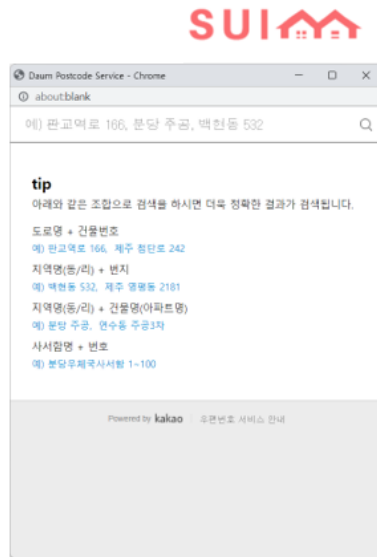 SUIM
Daum Postcode Service - Chrome
about:blank
예) 판교역로 166, 분당 주공, 백현동 532
tip
아래와 같은 조합으로 검색을 하시면 더욱 정확한 결과가 검색됩니다.
도로명 + 건물번호
예) 판교역로 166, 제주 첨단로 242
지역명(동/리) + 번지
예) 백현동 532, 제주 영평동 2181
지역명(동/리) + 건물명(아파트명)
예) 분당 주공, 연수동 주공3차
사서함명 + 번호
예) 분당우체국사서함 1~100
Powered by kakao 우편번호 서비스 안내